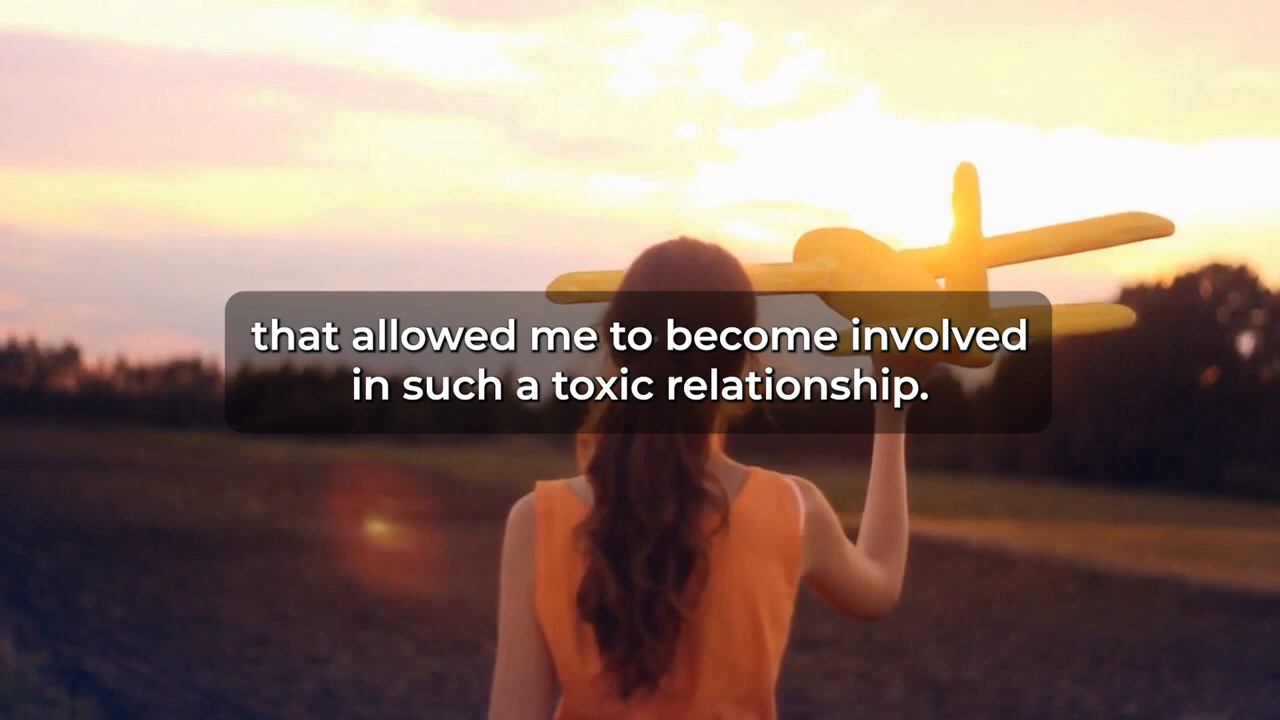 that allowed me to become involved
in such a toxic relationship.